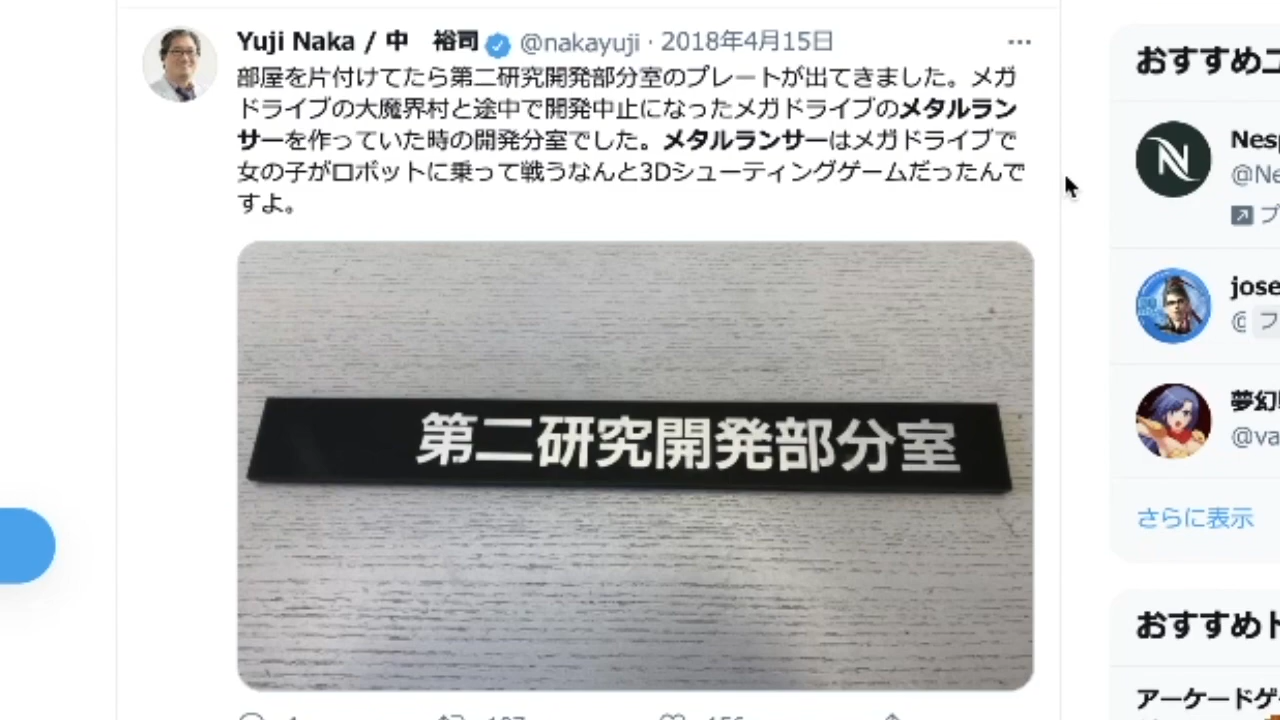 Yuji Naka / 中　裕司 @nakayuji · 2018年4月15日
部屋を片付けてたら第二研究開発部分室のプレートが出てきました。メガ
ドライブの大魔界村と途中で開発中止になったメガドライブのメタルラン
サーを作っていた時の開発分室でした。メタルランサーはメガドライブで
女の子がロボットに乗って戦うなんと3Dシューティングゲームだったんで
すよ。
第二研究開発部分室
おすすめユ
@Ne
プ
jose
@
フ
夢幻
@va
さらに表示
おすすめト
アーケードゲー